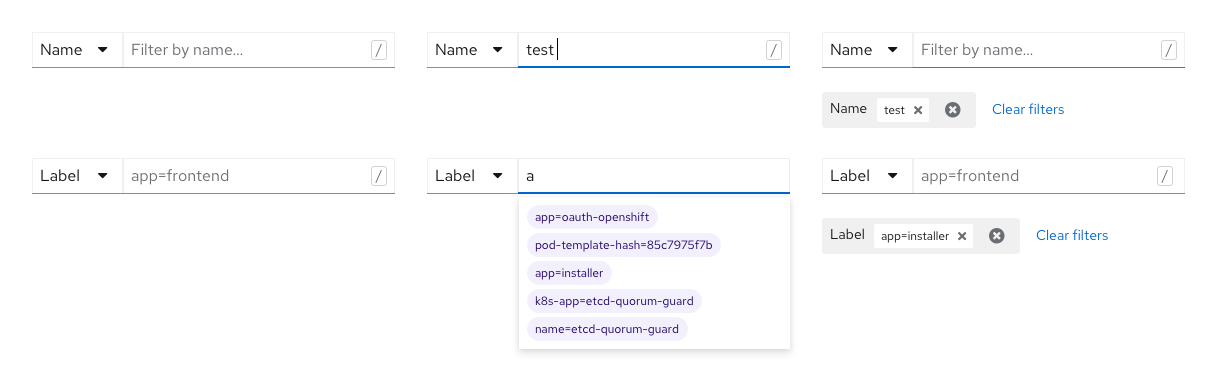 Name Filter by name... /
Name test /
Name Filter by name... /
Name test Clear filters
Label app=frontend /
Label a
Label app=frontend /
app=oauth-openshift
pod-template-hash=85c7975f7b
app=installer
k8s-app=etcd-quorum-guard
name=etcd-quorum-guard
Label app=installer Clear filters